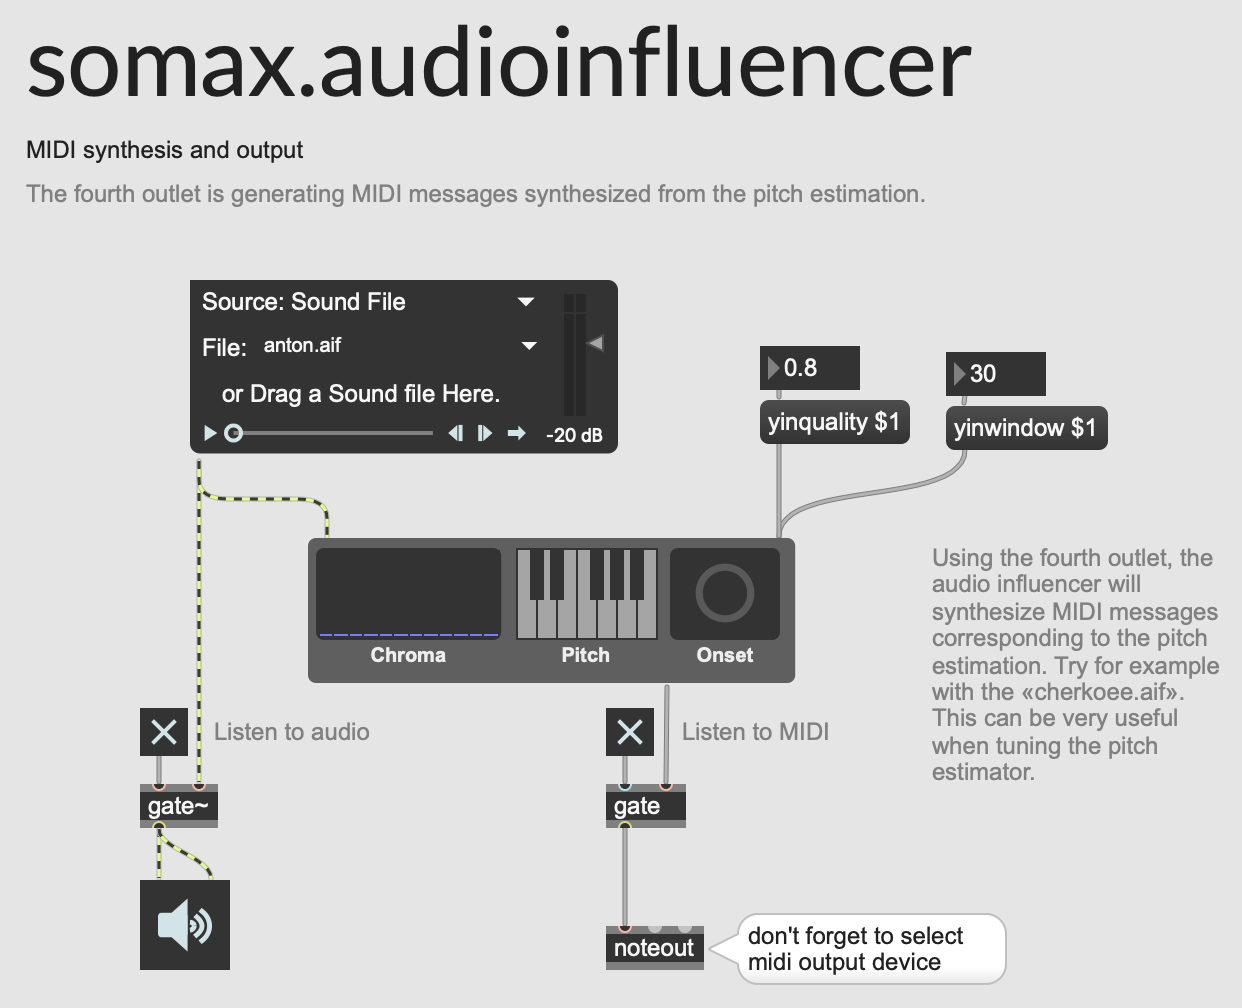 somax.audioinfluencer
MIDI synthesis and output
The fourth outlet is generating MIDI messages synthesized from the pitch estimation.
Source: Sound File
File: anton.aif
or Drag a Sound file Here.
-20 dB
0.8
30
yinquality $1
yinwindow $1
Chroma
Pitch
Onset
Using the fourth outlet, the
audio influencer will
synthesize MIDI messages
corresponding to the pitch
estimation. Try for example
with the «cherkoee.aif».
This can be very useful
when tuning the pitch
estimator.
Listen to audio
Listen to MIDI
gate~
gate
noteout
don't forget to select
midi output device